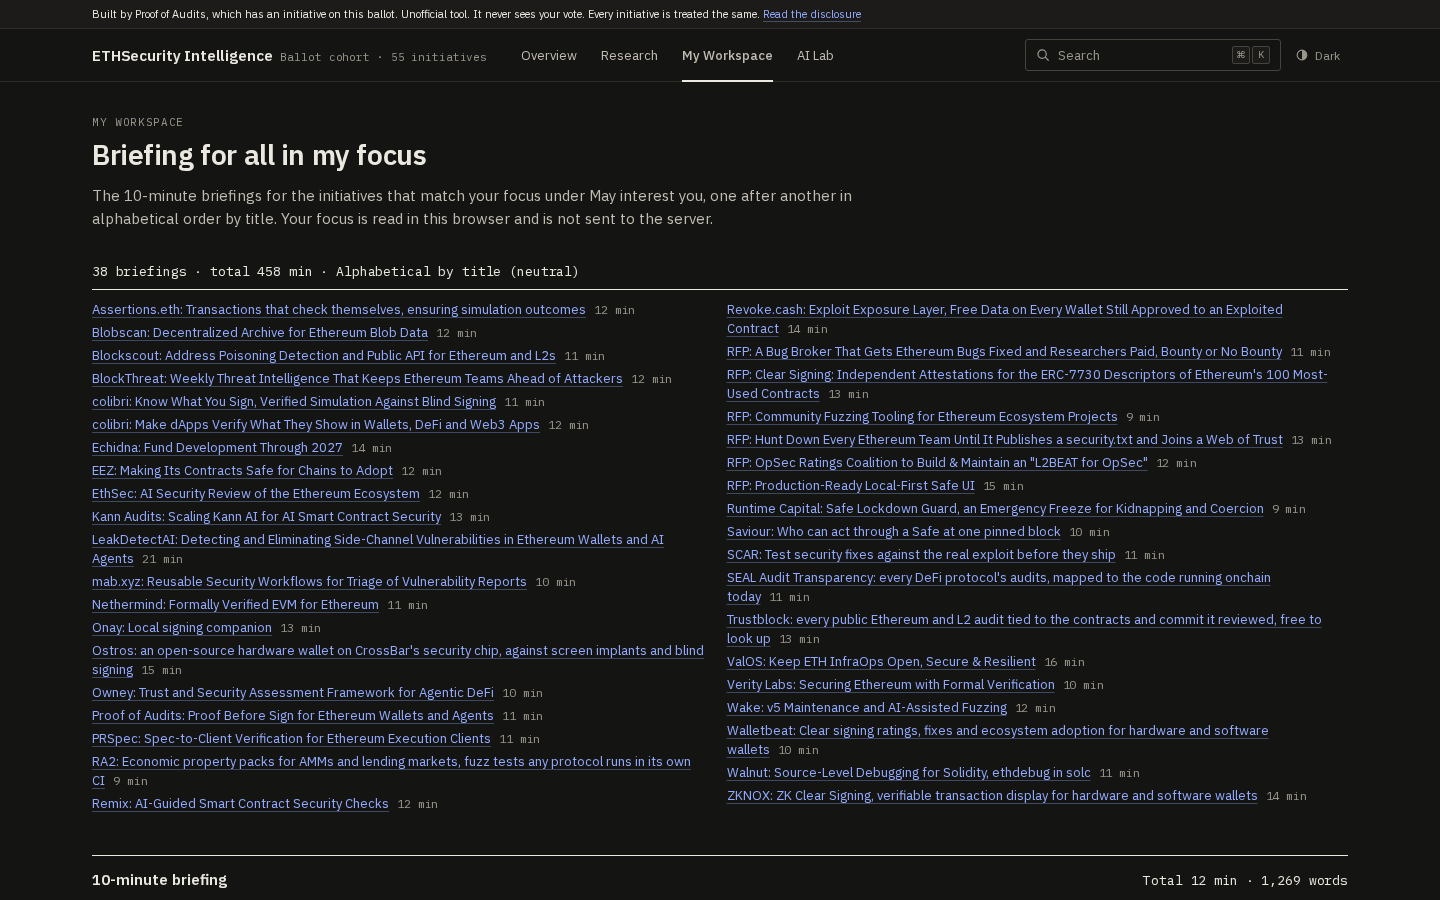 Built by Proof of Audits, which has an initiative on this ballot. Unofficial tool. It never sees your vote. Every initiative is treated the same. Read the disclosure
ETHSecurity Intelligence Ballot cohort · 55 initiatives Overview Research My Workspace AI Lab Search ⌘ K Dark
MY WORKSPACE
Briefing for all in my focus
The 10-minute briefings for the initiatives that match your focus under May interest you, one after another in
alphabetical order by title. Your focus is read in this browser and is not sent to the server.
38 briefings · total 458 min · Alphabetical by title (neutral)
Assertions.eth: Transactions that check themselves, ensuring simulation outcomes 12 min
Blobscan: Decentralized Archive for Ethereum Blob Data 12 min
Blockscout: Address Poisoning Detection and Public API for Ethereum and L2s 11 min
BlockThreat: Weekly Threat Intelligence That Keeps Ethereum Teams Ahead of Attackers 12 min
colibri: Know What You Sign, Verified Simulation Against Blind Signing 11 min
colibri: Make dApps Verify What They Show in Wallets, DeFi and Web3 Apps 12 min
Echidna: Fund Development Through 2027 14 min
EEZ: Making Its Contracts Safe for Chains to Adopt 12 min
EthSec: AI Security Review of the Ethereum Ecosystem 12 min
Kann Audits: Scaling Kann AI for AI Smart Contract Security 13 min
LeakDetectAI: Detecting and Eliminating Side-Channel Vulnerabilities in Ethereum Wallets and AI
Agents 21 min
mab.xyz: Reusable Security Workflows for Triage of Vulnerability Reports 10 min
Nethermind: Formally Verified EVM for Ethereum 11 min
Onay: Local signing companion 13 min
Ostros: an open-source hardware wallet on CrossBar's security chip, against screen implants and blind
signing 15 min
Owney: Trust and Security Assessment Framework for Agentic DeFi 10 min
Proof of Audits: Proof Before Sign for Ethereum Wallets and Agents 11 min
PRSpec: Spec-to-Client Verification for Ethereum Execution Clients 11 min
RA2: Economic property packs for AMMs and lending markets, fuzz tests any protocol runs in its own
CI 9 min
Remix: AI-Guided Smart Contract Security Checks 12 min
Revoke.cash: Exploit Exposure Layer, Free Data on Every Wallet Still Approved to an Exploited
Contract 14 min
RFP: A Bug Broker That Gets Ethereum Bugs Fixed and Researchers Paid, Bounty or No Bounty 11 min
RFP: Clear Signing: Independent Attestations for the ERC-7730 Descriptors of Ethereum's 100 Most-
Used Contracts 13 min
RFP: Community Fuzzing Tooling for Ethereum Ecosystem Projects 9 min
RFP: Hunt Down Every Ethereum Team Until It Publishes a security.txt and Joins a Web of Trust 13 min
RFP: OpSec Ratings Coalition to Build & Maintain an "L2BEAT for OpSec" 12 min
RFP: Production-Ready Local-First Safe UI 15 min
Runtime Capital: Safe Lockdown Guard, an Emergency Freeze for Kidnapping and Coercion 9 min
Saviour: Who can act through a Safe at one pinned block 10 min
SCAR: Test security fixes against the real exploit before they ship 11 min
SEAL Audit Transparency: every DeFi protocol's audits, mapped to the code running onchain
today 11 min
Trustblock: every public Ethereum and L2 audit tied to the contracts and commit it reviewed, free to
look up 13 min
ValOS: Keep ETH InfraOps Open, Secure & Resilient 16 min
Verity Labs: Securing Ethereum with Formal Verification 10 min
Wake: v5 Maintenance and AI-Assisted Fuzzing 12 min
Walletbeat: Clear signing ratings, fixes and ecosystem adoption for hardware and software
wallets 10 min
Walnut: Source-Level Debugging for Solidity, ethdebug in solc 11 min
ZKNOX: ZK Clear Signing, verifiable transaction display for hardware and software wallets 14 min
10-minute briefing Total 12 min · 1,269 words